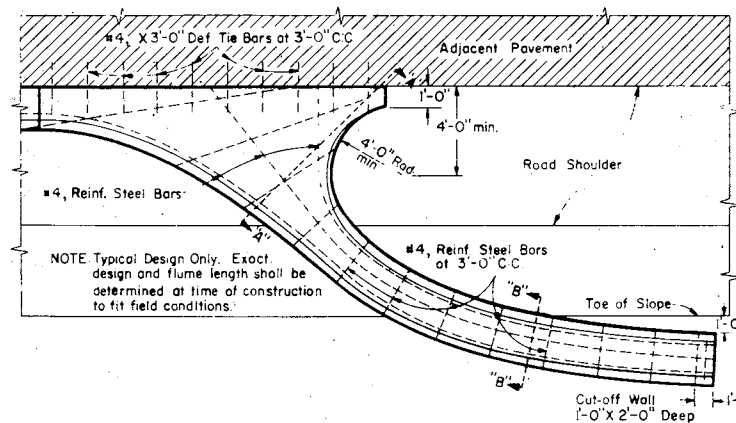 #4, X 3'-0" Def Tie Bars at 3'-0" C.C.
Adjacent Pavement
1'-0"
4'-0" min.
4'-0" Rad.
min
Road Shoulder
#4, Reinf. Steel Bars
"A"
#4, Reinf. Steel Bars
at 3'-0" C.C.
NOTE. Typical Design Only. Exact
design and flume length shall be
determined at time of construction
to fit field conditions.
"B"
Toe of Slope
"B"
Cut-off Wall
1'-0" X 2'-0" Deep